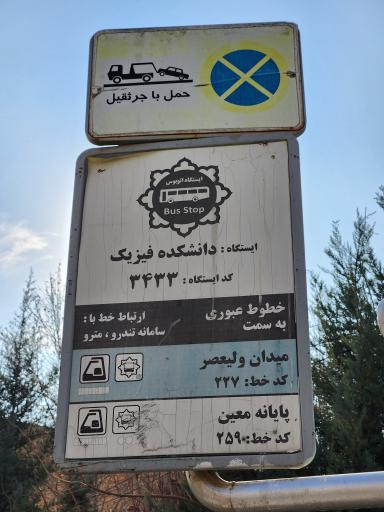 حمل با جرثقیل
ایستگاه اتوبوس
Bus Stop
ایستگاه : دانشکده فیزیک
کد ایستگاه : ۳۴۳۳
خطوط عبوری
به سمت
ارتباط خط با :
سامانه تندرو ، مترو
میدان ولیعصر
کد خط: ۲۲۷
پایانه معین
کد خط: ۲۵۹۰